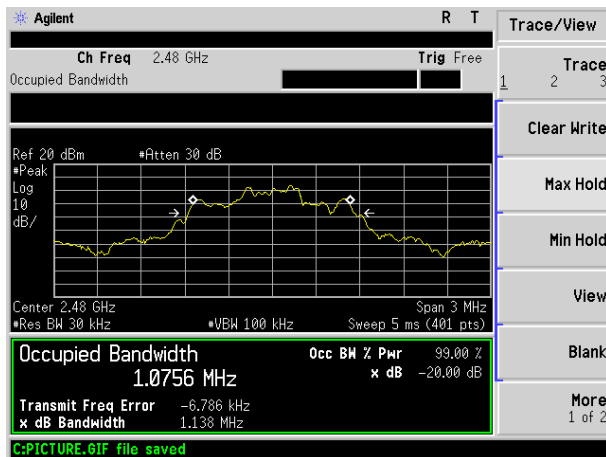 Agilent R T
Ch Freq 2.48 GHz Trig Free
Occupied Bandwidth
Ref 20 dBm #Atten 30 dB
#Peak
Log
10
dB/
Center 2.48 GHz Span 3 MHz
#Res BW 30 kHz #VBW 100 kHz Sweep 5 ms (401 pts)
Occupied Bandwidth Occ BW % Pwr 99.00 %
1.0756 MHz x dB -20.00 dB
Transmit Freq Error -6.786 kHz
x dB Bandwidth 1.138 MHz
C:PICTURE.GIF file saved
Trace/View
Trace
1 2 3
Clear Write
Max Hold
Min Hold
View
Blank
More
1 of 2